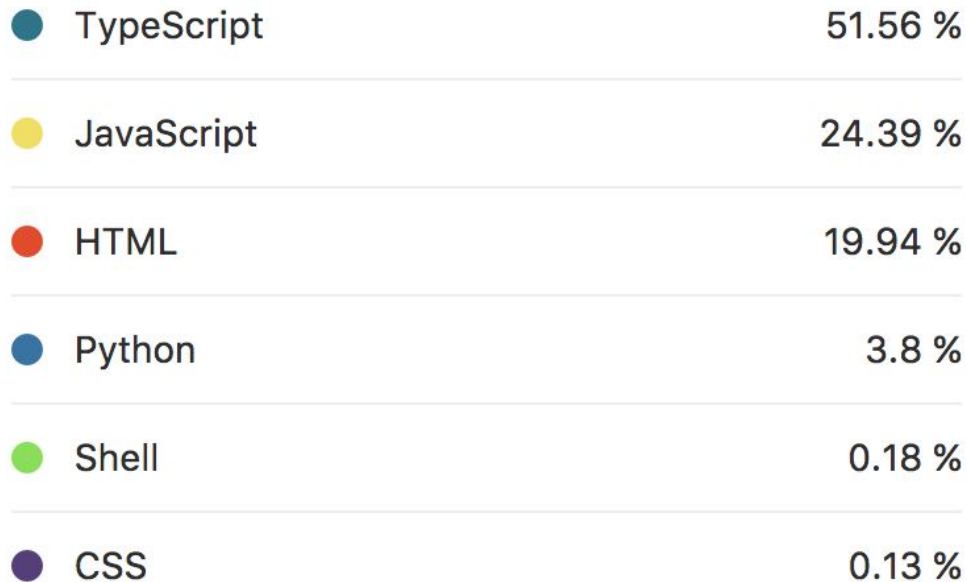 TypeScript 51.56 %
JavaScript 24.39 %
HTML 19.94 %
Python 3.8 %
Shell 0.18 %
CSS 0.13 %